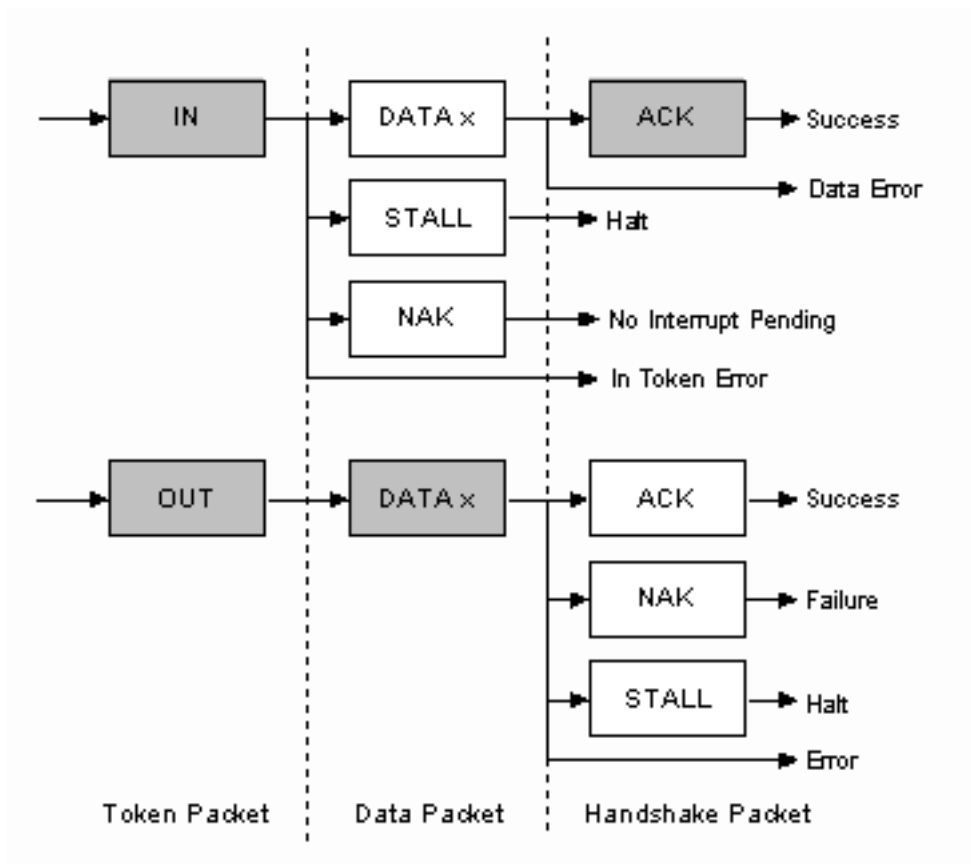 IN
DATA x
ACK
Success
Data Error
STALL
Halt
NAK
No Interrupt Pending
In Token Error
OUT
DATA x
ACK
Success
NAK
Failure
STALL
Halt
Error
Token Packet
Data Packet
Handshake Packet